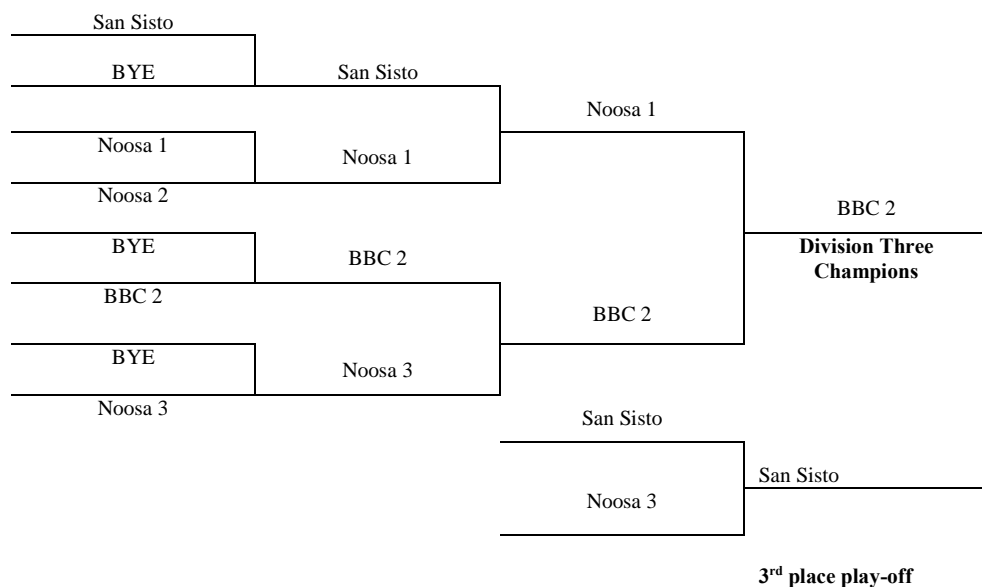 San Sisto
BYE
San Sisto
Noosa 1
Noosa 1
Noosa 1
Noosa 2
BBC 2
BYE
Division Three
Champions
BBC 2
BBC 2
BBC 2
BYE
Noosa 3
Noosa 3
San Sisto
San Sisto
Noosa 3
3rd place play-off